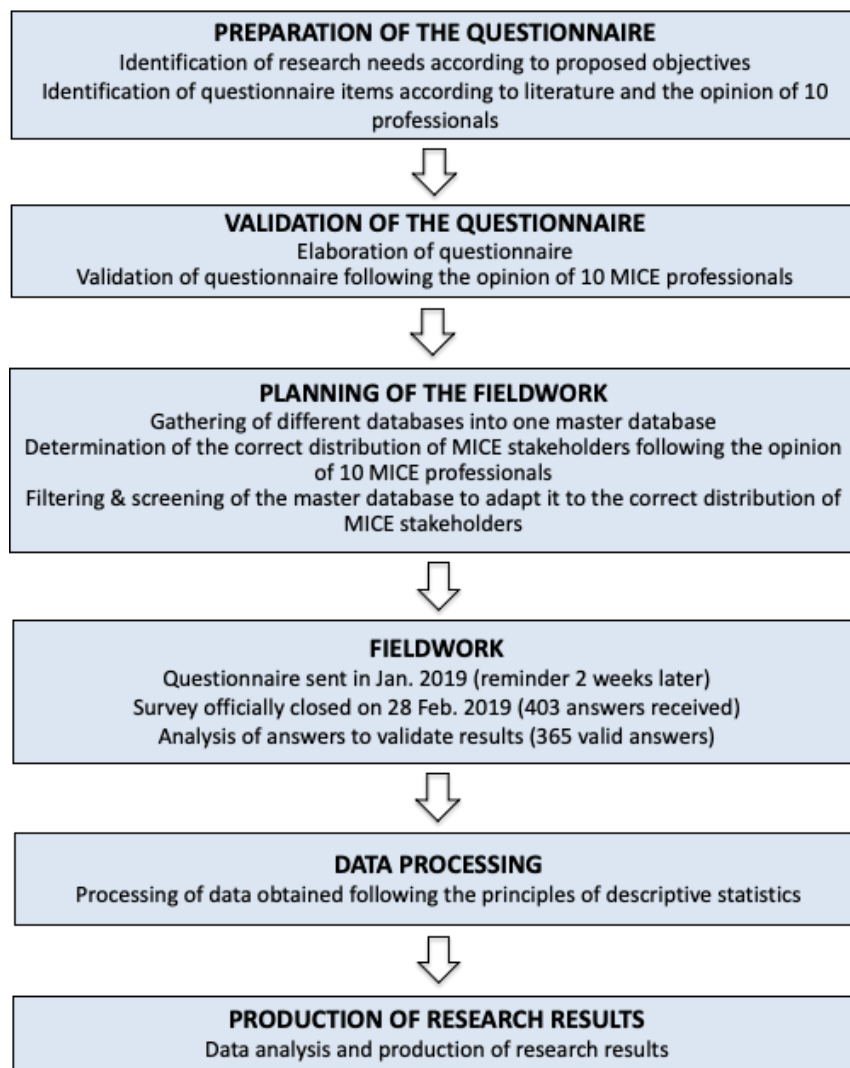 PREPARATION OF THE QUESTIONNAIRE
Identification of research needs according to proposed objectives
Identification of questionnaire items according to literature and the opinion of 10
professionals
VALIDATION OF THE QUESTIONNAIRE
Elaboration of questionnaire
Validation of questionnaire following the opinion of 10 MICE professionals
PLANNING OF THE FIELDWORK
Gathering of different databases into one master database
Determination of the correct distribution of MICE stakeholders following the opinion
of 10 MICE professionals
Filtering & screening of the master database to adapt it to the correct distribution of
MICE stakeholders
FIELDWORK
Questionnaire sent in Jan. 2019 (reminder 2 weeks later)
Survey officially closed on 28 Feb. 2019 (403 answers received)
Analysis of answers to validate results (365 valid answers)
DATA PROCESSING
Processing of data obtained following the principles of descriptive statistics
PRODUCTION OF RESEARCH RESULTS
Data analysis and production of research results